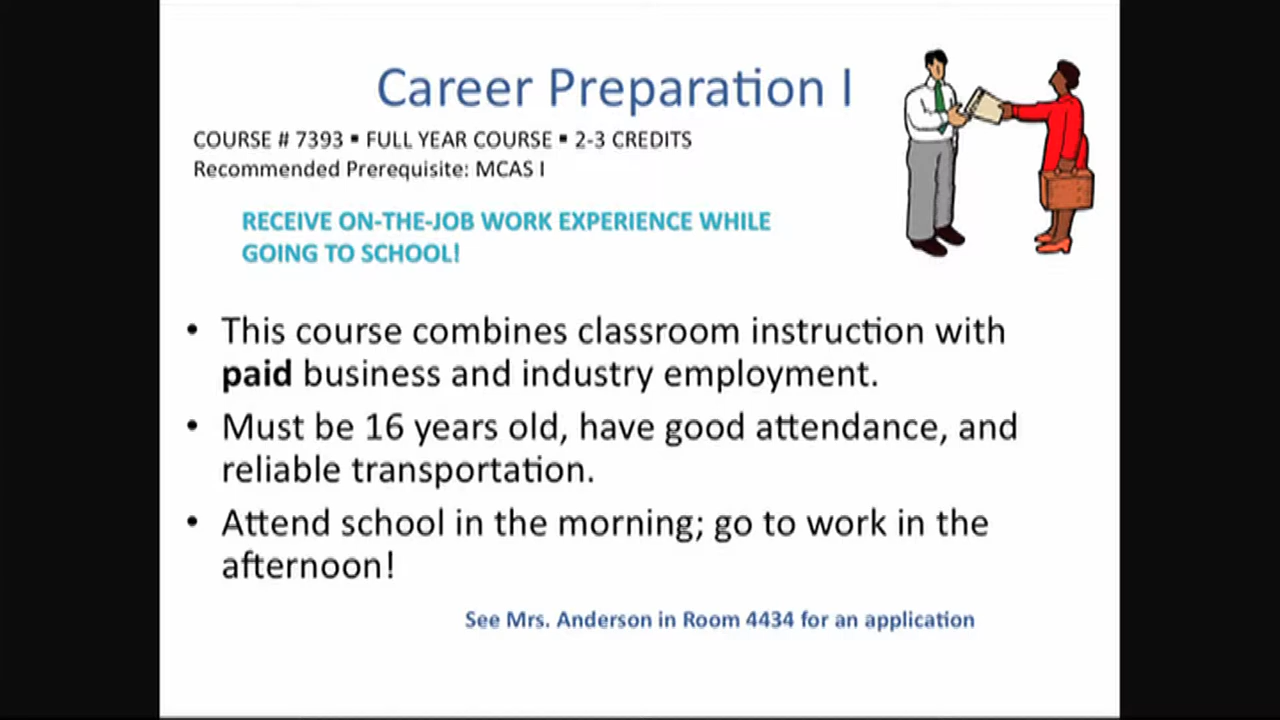 Career Preparation I
COURSE # 7393 ▪ FULL YEAR COURSE ▪ 2-3 CREDITS
Recommended Prerequisite: MCAS I
RECEIVE ON-THE-JOB WORK EXPERIENCE WHILE
GOING TO SCHOOL!
• This course combines classroom instruction with
paid business and industry employment.
• Must be 16 years old, have good attendance, and
reliable transportation.
• Attend school in the morning; go to work in the
afternoon!
See Mrs. Anderson in Room 4434 for an application